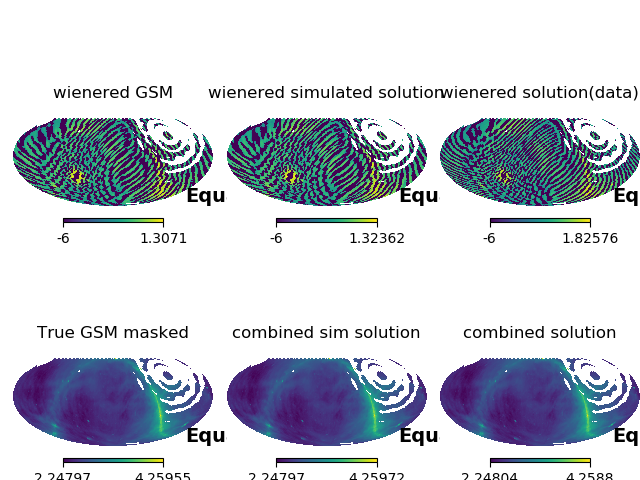 wienered GSM
wienered simulated solution
wienered solution(data)
Equ
Equ
Eq
-6 1.3071
-6 1.32362
-6 1.82576
True GSM masked
combined sim solution
combined solution
Equ
Equ
Eq
2.24797 4.25955
2.24797 4.25972
2.24804 4.2588